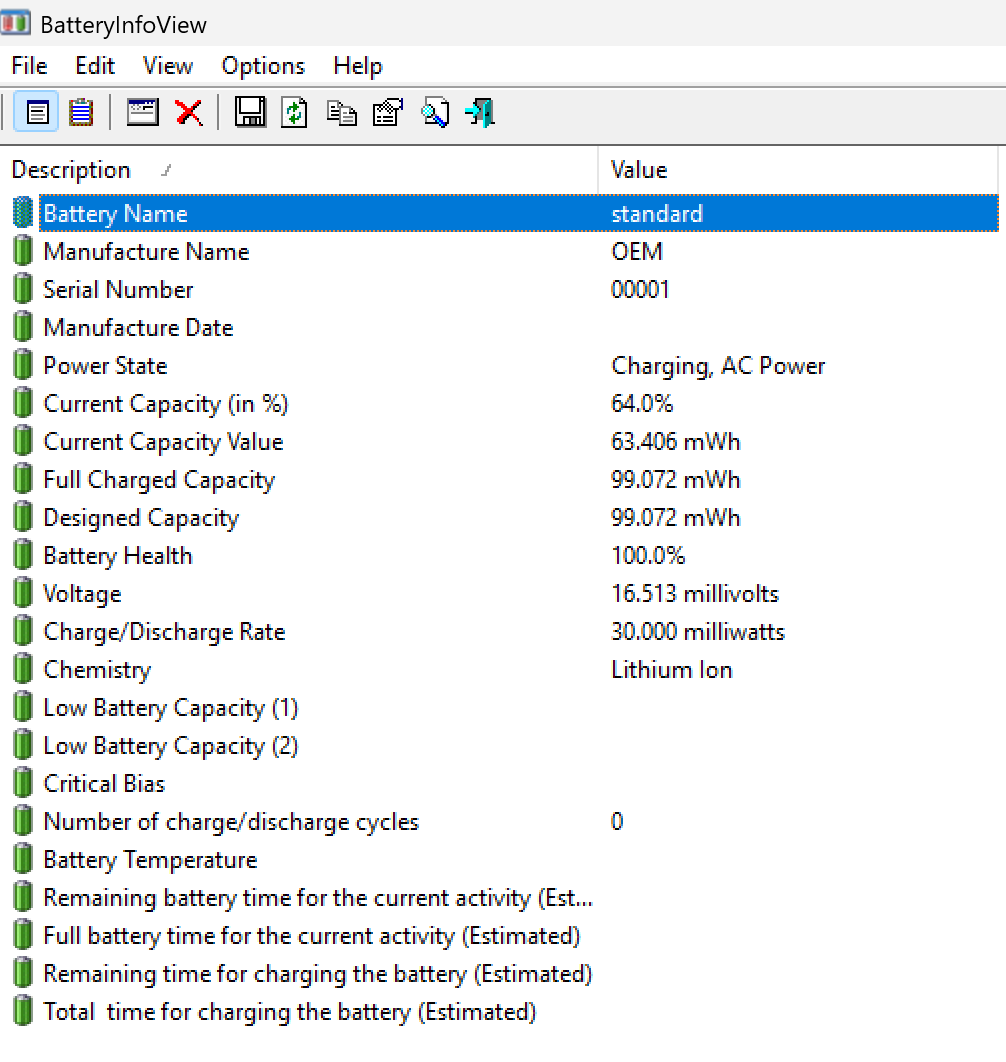 BatteryInfoView
File Edit View Options Help
Description Value
Battery Name standard
Manufacture Name OEM
Serial Number 00001
Manufacture Date
Power State Charging, AC Power
Current Capacity (in %) 64.0%
Current Capacity Value 63.406 mWh
Full Charged Capacity 99.072 mWh
Designed Capacity 99.072 mWh
Battery Health 100.0%
Voltage 16.513 millivolts
Charge/Discharge Rate 30.000 milliwatts
Chemistry Lithium Ion
Low Battery Capacity (1)
Low Battery Capacity (2)
Critical Bias
Number of charge/discharge cycles 0
Battery Temperature
Remaining battery time for the current activity (Est...
Full battery time for the current activity (Estimated)
Remaining time for charging the battery (Estimated)
Total  time for charging the battery (Estimated)